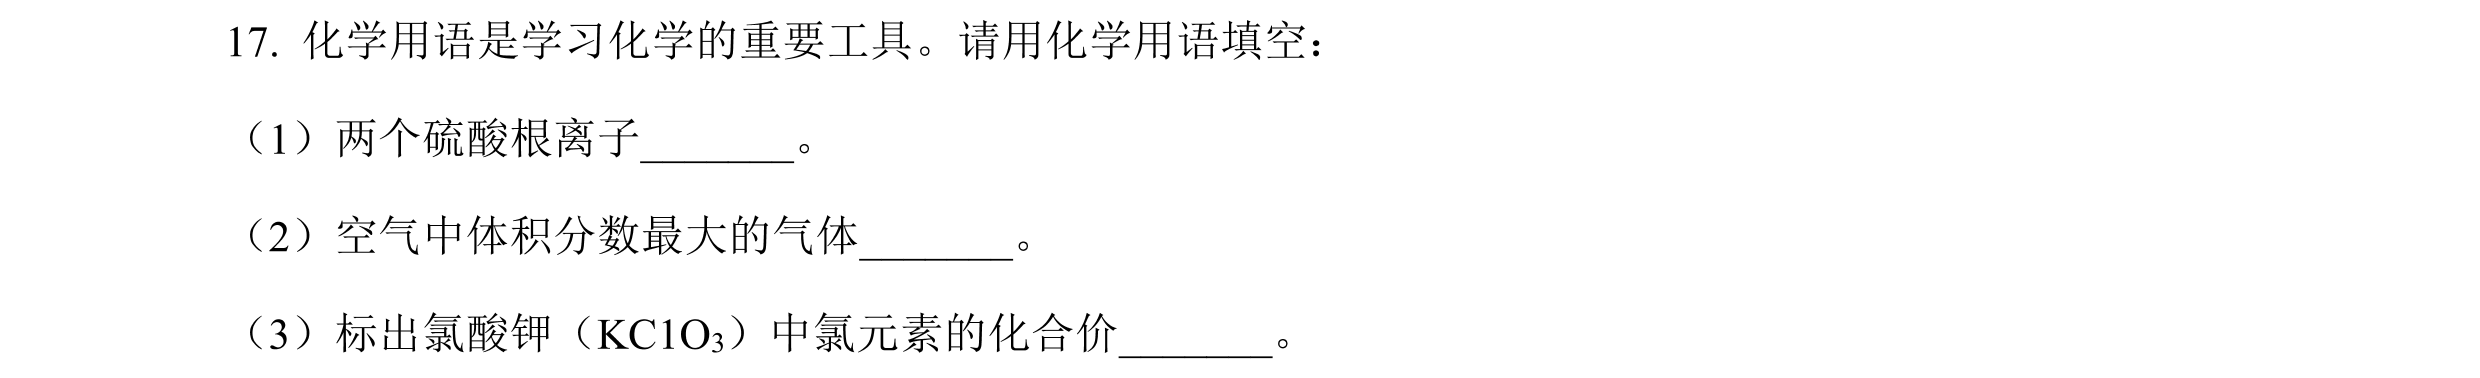 17. 化学用语是学习化学的重要工具。请用化学用语填空：
（1）两个硫酸根离子_______。
（2）空气中体积分数最大的气体_______。
（3）标出氯酸钾（KC1O₃）中氯元素的化合价_______。